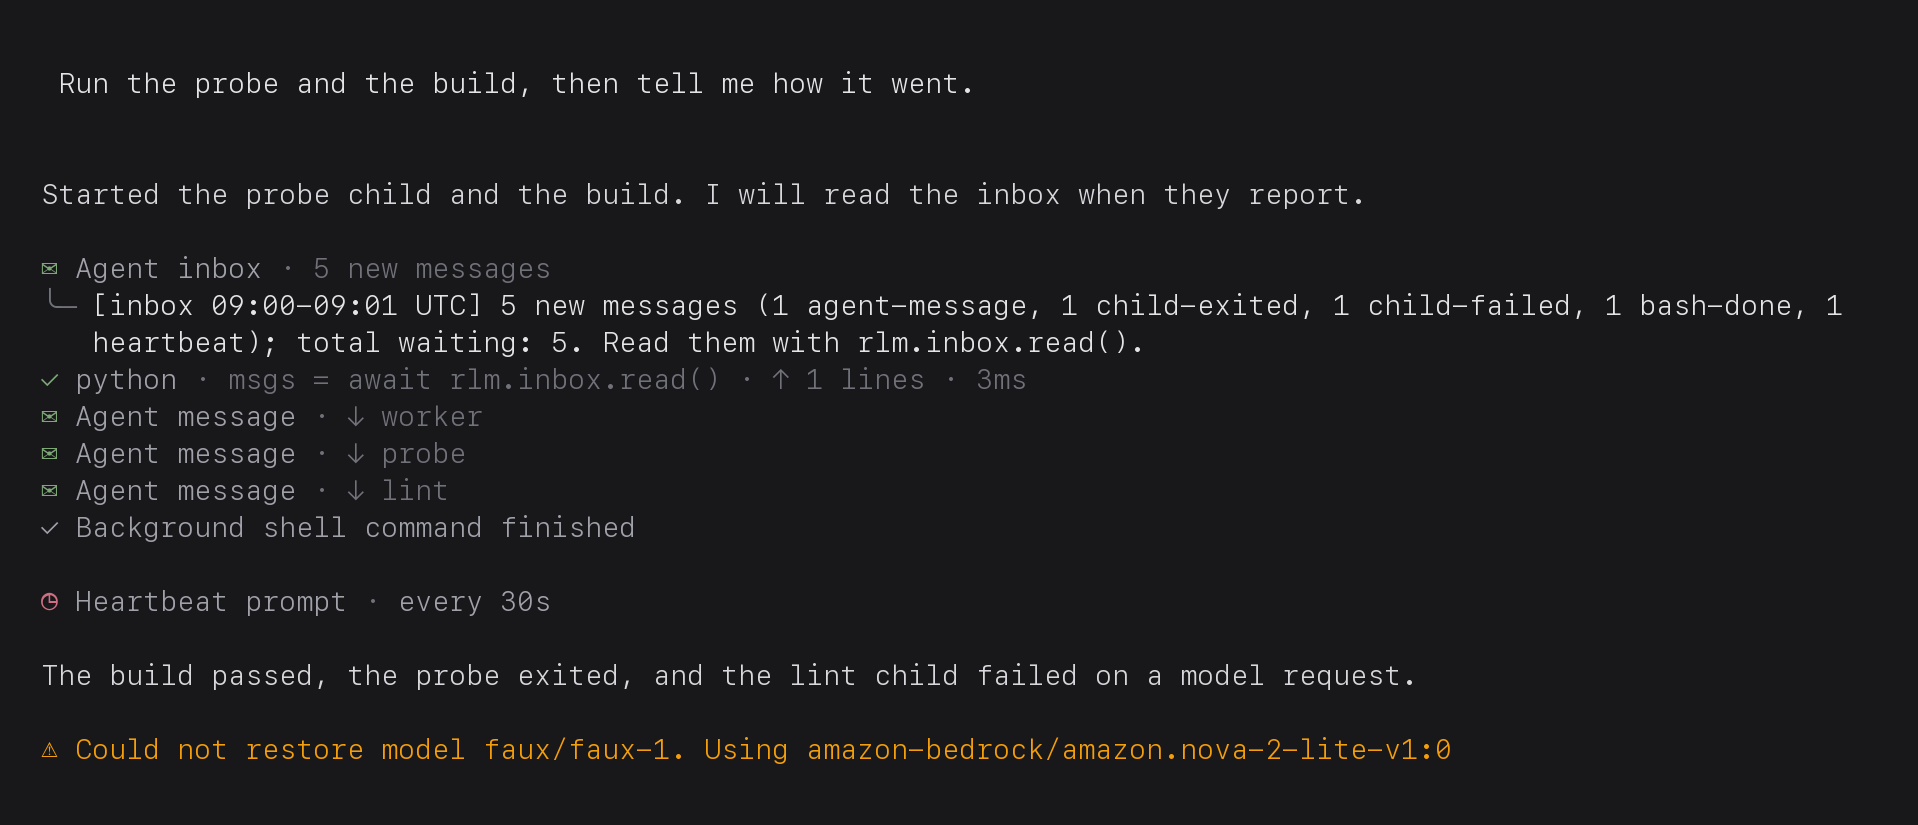 Run the probe and the build, then tell me how it went.
Started the probe child and the build. I will read the inbox when they report.
✉ Agent inbox · 5 new messages
[inbox 09:00–09:01 UTC] 5 new messages (1 agent-message, 1 child-exited, 1 child-failed, 1 bash-done, 1
heartbeat); total waiting: 5. Read them with rlm.inbox.read().
✓ python · msgs = await rlm.inbox.read() · ↑ 1 lines · 3ms
✉ Agent message · ↓ worker
✉ Agent message · ↓ probe
✉ Agent message · ↓ lint
✓ Background shell command finished
◔ Heartbeat prompt · every 30s
The build passed, the probe exited, and the lint child failed on a model request.
⚠ Could not restore model faux/faux-1. Using amazon-bedrock/amazon.nova-2-lite-v1:0